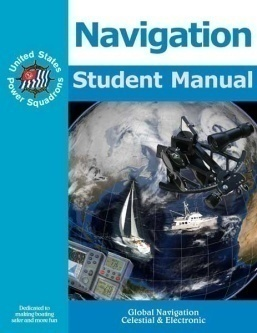 Navigation
Student Manual
United States
Power Squadrons
Dedicated to
making boating
safer and more fun
Global Navigation
Celestial & Electronic